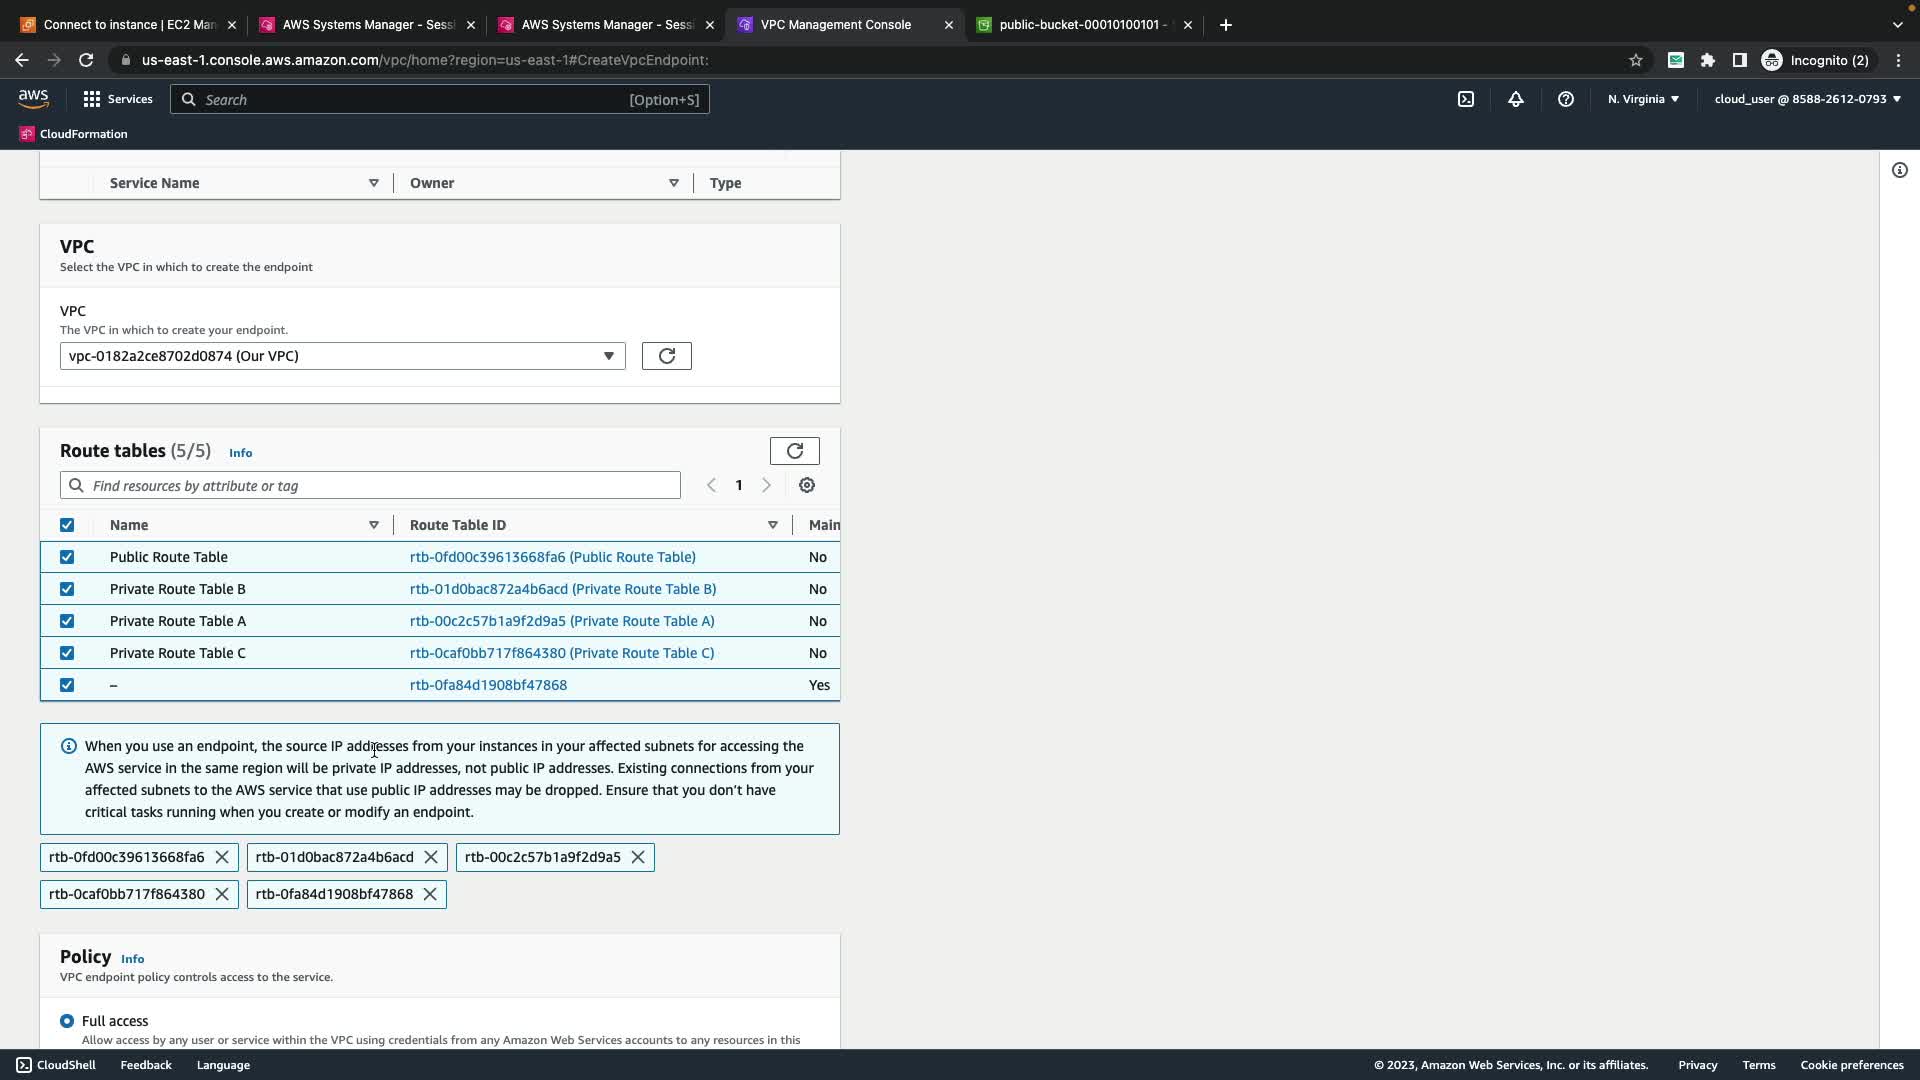 Connect to instance | EC2 Man
AWS Systems Manager - Sessi
AWS Systems Manager - Sessi
VPC Management Console
public-bucket-00010100101 -
us-east-1.console.aws.amazon.com/vpc/home?region=us-east-1#CreateVpcEndpoint:
Incognito (2)
aws
Services
Search
[Option+S]
N. Virginia
cloud_user @ 8588-2612-0793
CloudFormation
Service Name
Owner
Type
VPC
Select the VPC in which to create the endpoint
VPC
The VPC in which to create your endpoint.
vpc-0182a2ce8702d0874 (Our VPC)
Route tables (5/5) Info
Find resources by attribute or tag
1
Name
Route Table ID
Main
Public Route Table rtb-0fd00c39613668fa6 (Public Route Table) No
Private Route Table B rtb-01d0bac872a4b6acd (Private Route Table B) No
Private Route Table A rtb-00c2c57b1a9f2d9a5 (Private Route Table A) No
Private Route Table C rtb-0caf0bb717f864380 (Private Route Table C) No
– rtb-0fa84d1908bf47868 Yes
When you use an endpoint, the source IP addresses from your instances in your affected subnets for accessing the
AWS service in the same region will be private IP addresses, not public IP addresses. Existing connections from your
affected subnets to the AWS service that use public IP addresses may be dropped. Ensure that you don't have
critical tasks running when you create or modify an endpoint.
rtb-0fd00c39613668fa6 rtb-01d0bac872a4b6acd rtb-00c2c57b1a9f2d9a5
rtb-0caf0bb717f864380 rtb-0fa84d1908bf47868
Policy Info
VPC endpoint policy controls access to the service.
Full access
Allow access by any user or service within the VPC using credentials from any Amazon Web Services accounts to any resources in this
CloudShell
Feedback
Language
© 2023, Amazon Web Services, Inc. or its affiliates.
Privacy
Terms
Cookie preferences